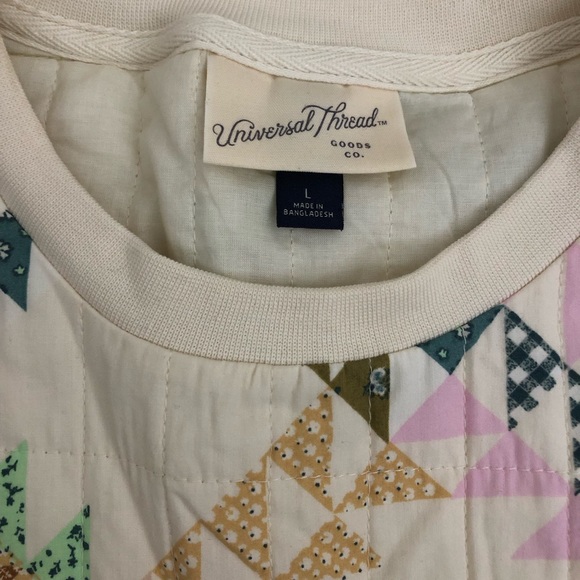 Universal Thread™
GOODS
CO.
L
MADE IN
BANGLADESH